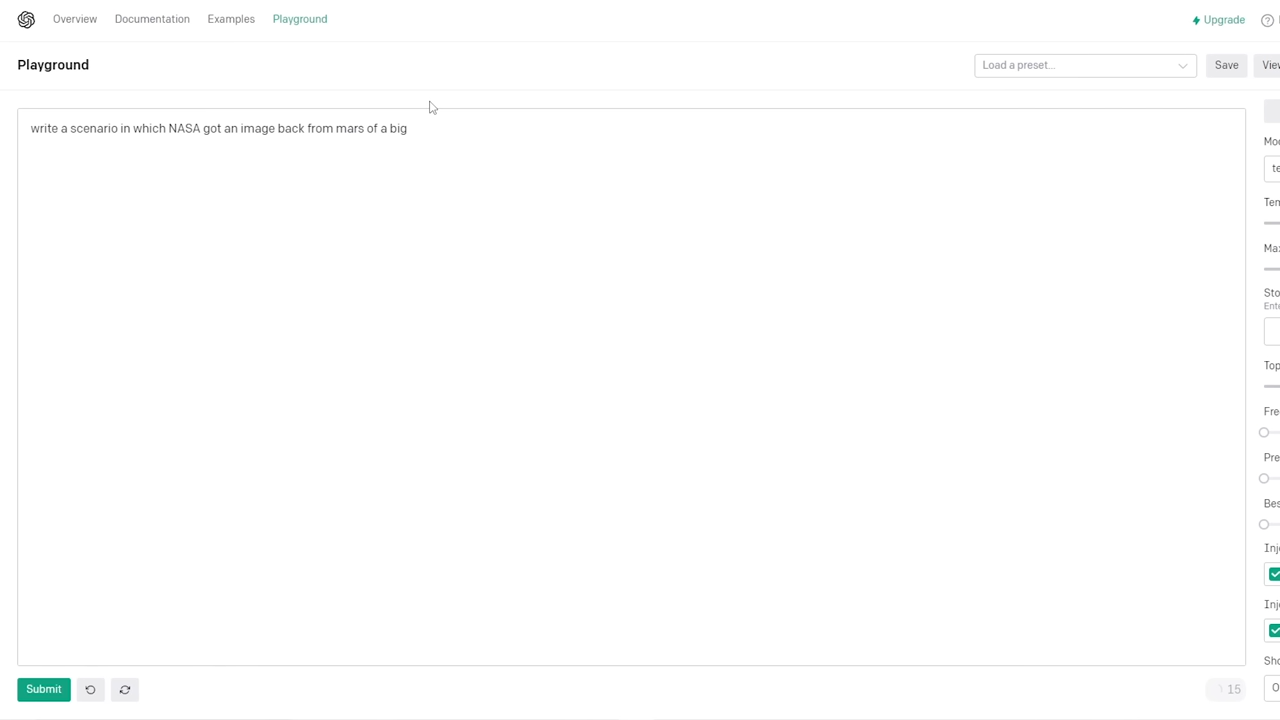 Overview Documentation Examples Playground Upgrade
Playground Load a preset... Save
write a scenario in which NASA got an image back from mars of a big
Submit 15